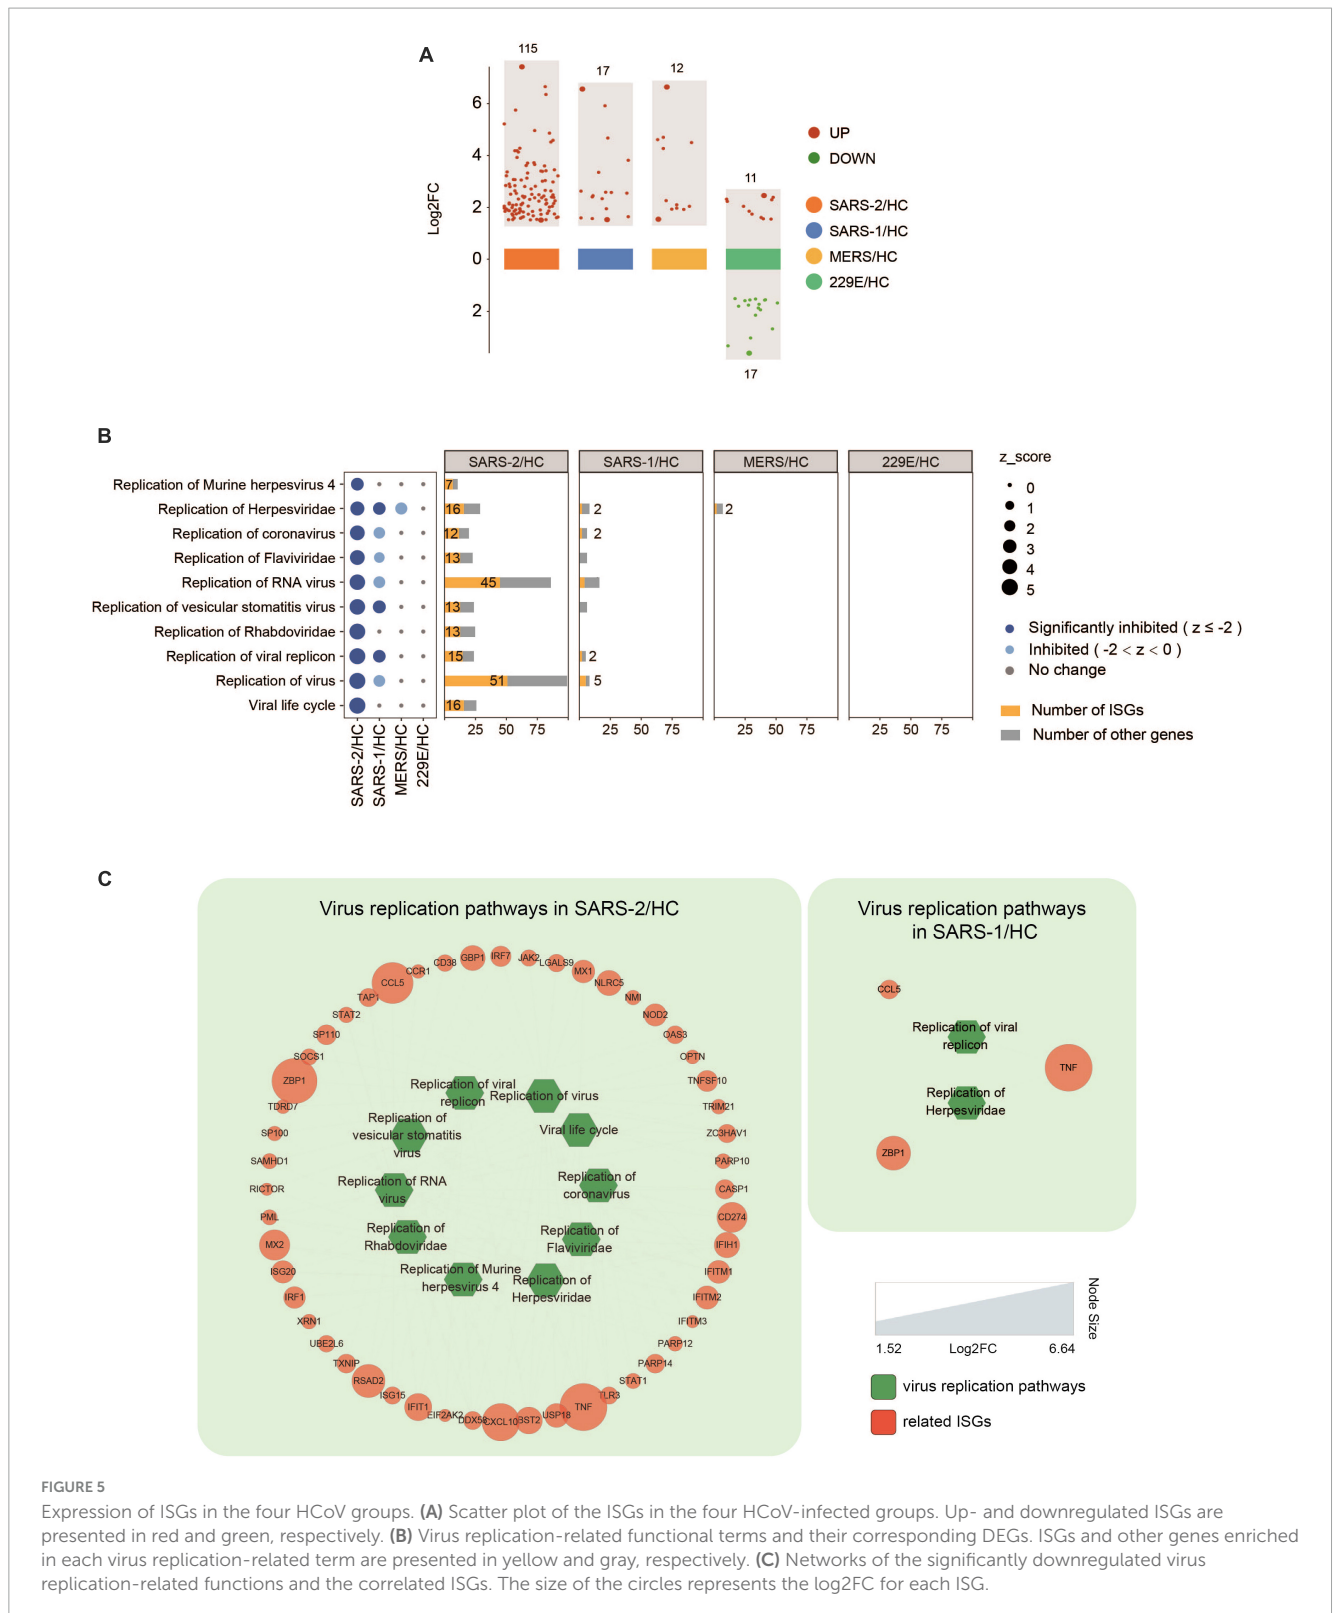 A
115
17
12
11
17
Log2FC
6
4
2
0
2
UP
DOWN
SARS-2/HC
SARS-1/HC
MERS/HC
229E/HC
B
SARS-2/HC
SARS-1/HC
MERS/HC
229E/HC
Replication of Murine herpesvirus 4
7
Replication of Herpesviridae
16
2
2
Replication of coronavirus
12
2
Replication of Flaviviridae
13
Replication of RNA virus
45
Replication of vesicular stomatitis virus
13
Replication of Rhabdoviridae
13
Replication of viral replicon
15
2
Replication of virus
51
5
Viral life cycle
16
SARS-2/HC
SARS-1/HC
MERS/HC
229E/HC
25 50 75
25 50 75
25 50 75
25 50 75
z_score
0
1
2
3
4
5
Significantly inhibited ( z ≤ -2 )
Inhibited ( -2 < z < 0 )
No change
Number of ISGs
Number of other genes
C
Virus replication pathways in SARS-2/HC
CCL5
CCR1
CD38
GBP1
IRF7
JAK2
LGALS9
MX1
NLRC5
NMI
NOD2
OAS3
OPTN
TNFSF10
TRIM21
ZC3HAV1
PARP10
CASP1
CD274
IFIH1
IFITM1
IFITM2
IFITM3
PARP12
PARP14
STAT1
TLR3
TNF
USP18
BST2
CXCL10
DDX58
EIF2AK2
IFIT1
ISG15
RSAD2
TXNIP
UBE2L6
XRN1
IRF1
ISG20
MX2
PML
RICTOR
SAMHD1
SP100
TDRD7
ZBP1
SOCS1
SP110
STAT2
TAP1
Replication of viral
replicon
Replication of virus
Viral life cycle
Replication of
coronavirus
Replication of
Flaviviridae
Replication of
Herpesviridae
Replication of Murine
herpesvirus 4
Replication of
Rhabdoviridae
Replication of RNA
virus
Replication of
vesicular stomatitis
virus
Virus replication pathways
in SARS-1/HC
CCL5
Replication of viral
replicon
TNF
Replication of
Herpesviridae
ZBP1
Node Size
1.52 Log2FC 6.64
virus replication pathways
related ISGs
FIGURE 5
Expression of ISGs in the four HCoV groups. (A) Scatter plot of the ISGs in the four HCoV-infected groups. Up- and downregulated ISGs are
presented in red and green, respectively. (B) Virus replication-related functional terms and their corresponding DEGs. ISGs and other genes enriched
in each virus replication-related term are presented in yellow and gray, respectively. (C) Networks of the significantly downregulated virus
replication-related functions and the correlated ISGs. The size of the circles represents the log2FC for each ISG.